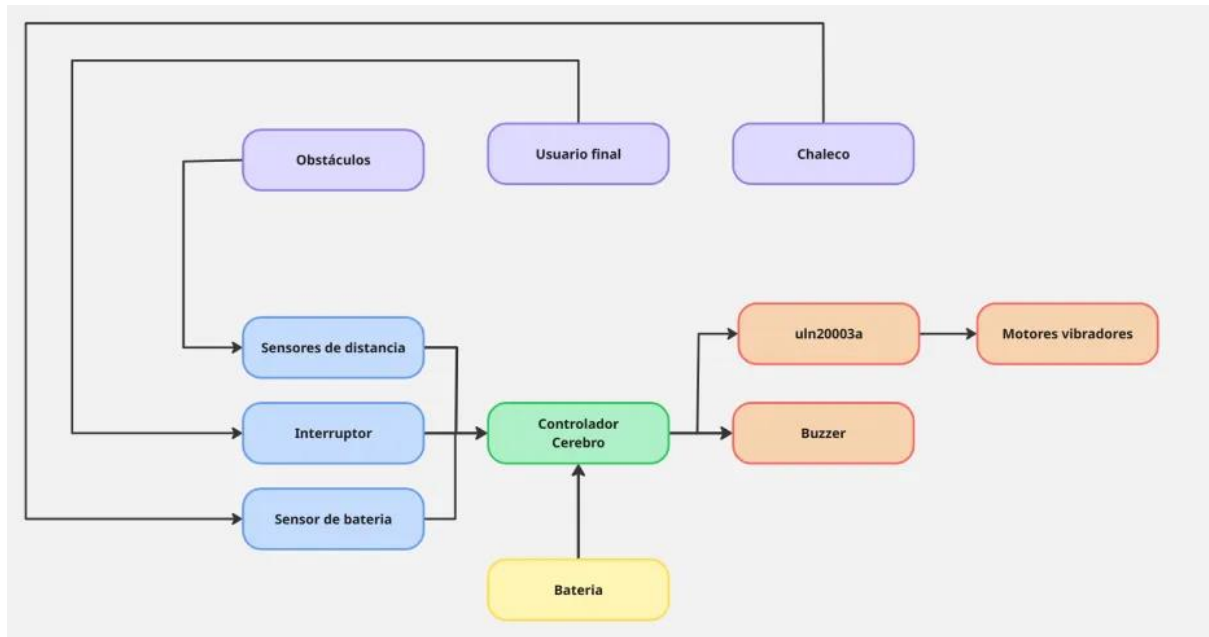 Obstáculos
Usuario final
Chaleco
Sensores de distancia
uln20003a
Motores vibradores
Interruptor
Controlador
Cerebro
Buzzer
Sensor de bateria
Bateria